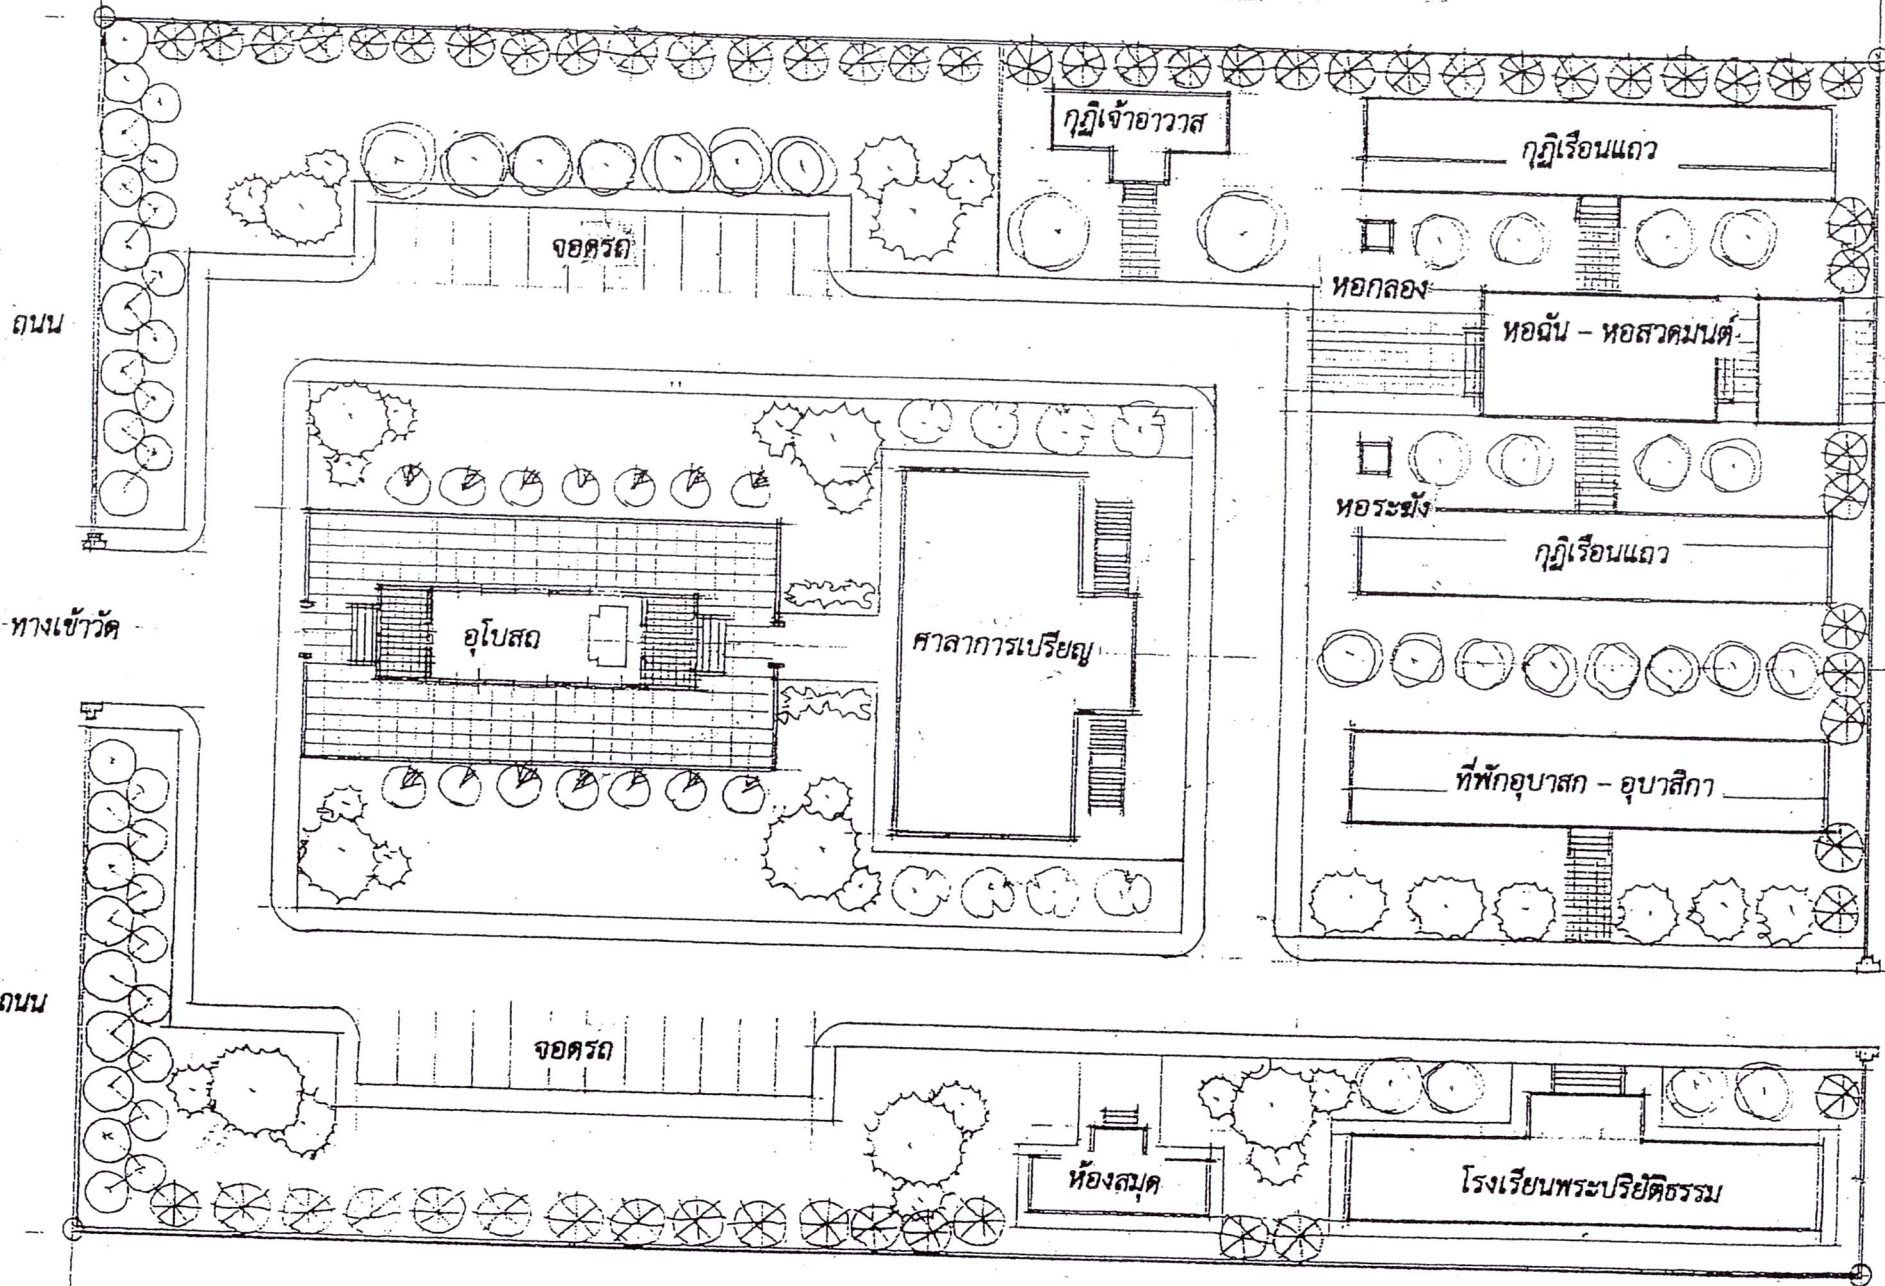 กุฏิเจ้าอาวาส
กุฏิเรือนแถว
จอดรถ
หอกลอง
ถนน
หอฉัน - หอสวดมนต์
หอระฆัง
กุฏิเรือนแถว
ทางเข้าวัด
อุโบสถ
ศาลาการเปรียญ
ที่พักอุบาสก - อุบาสิกา
ถนน
จอดรถ
ห้องสมุด
โรงเรียนพระปริยัติธรรม